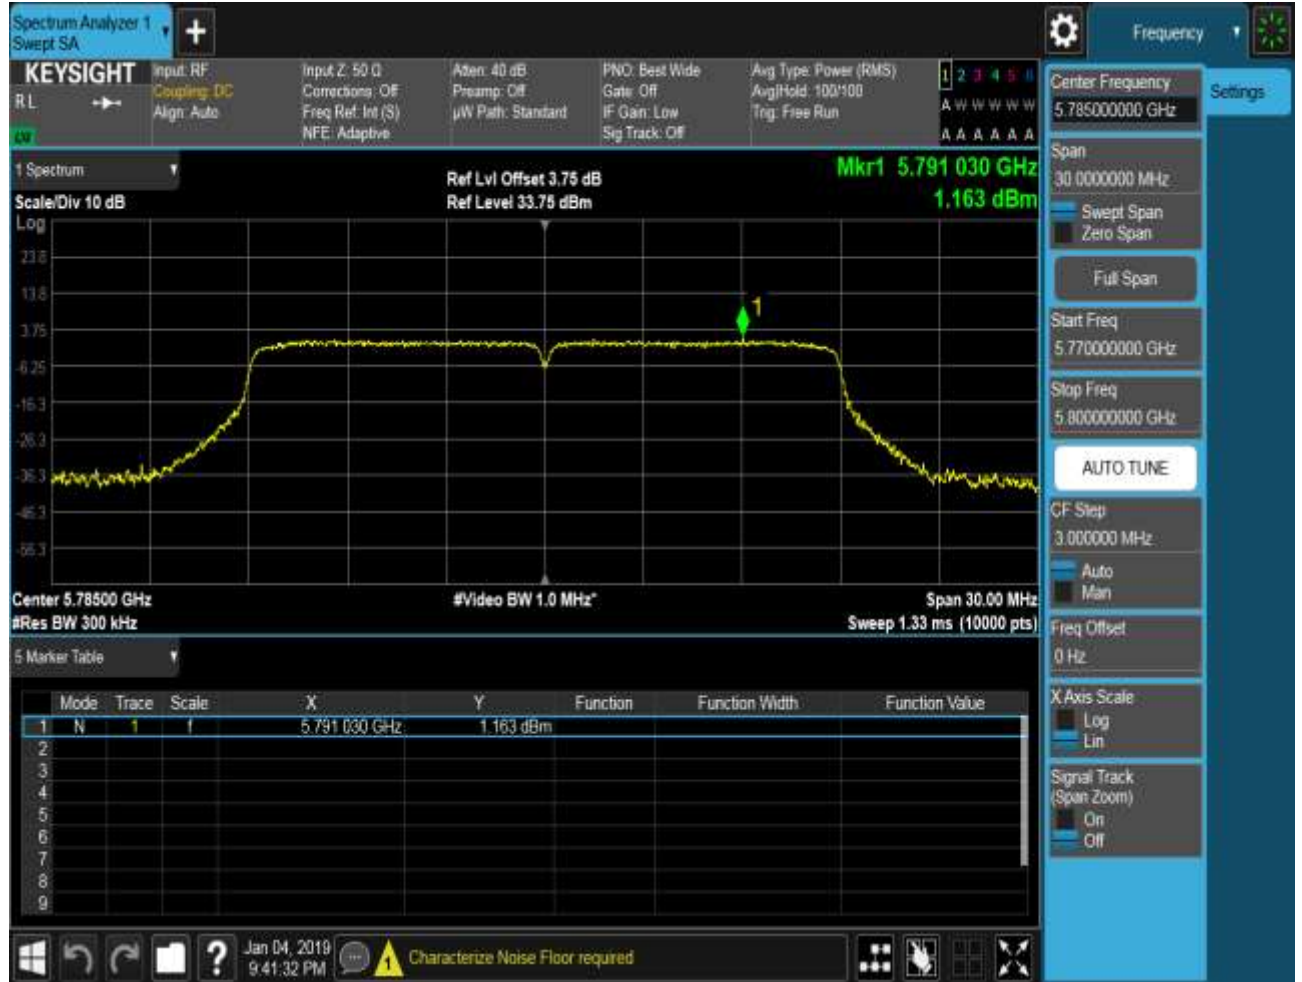 Spectrum Analyzer 1
Swept SA
+
Frequency
KEYSIGHT
R L
Input: RF
Coupling: DC
Align: Auto
Input Z: 50 Ω
Corrections: Off
Freq Ref: Int (S)
NFE: Adaptive
Atten: 40 dB
Preamp: Off
µW Path: Standard
PNO: Best Wide
Gate: Off
IF Gain: Low
Sig Track: Off
Avg Type: Power (RMS)
Avg|Hold: 100/100
Trig: Free Run
1 2 3 4 5 6
A W W W W W
A A A A A A
1 Spectrum
Scale/Div 10 dB
Ref Lvl Offset 3.75 dB
Ref Level 33.75 dBm
Mkr1 5.791 030 GHz
1.163 dBm
Log
23.8
13.8
3.75
-6.25
-16.3
-26.3
-36.3
-46.3
-56.3
1
Center 5.78500 GHz
#Res BW 300 kHz
#Video BW 1.0 MHz*
Span 30.00 MHz
Sweep 1.33 ms (10000 pts)
5 Marker Table
Mode Trace Scale X Y Function Function Width Function Value
1 N 1 f 5.791 030 GHz 1.163 dBm
2
3
4
5
6
7
8
9
Center Frequency
5.785000000 GHz
Settings
Span
30.0000000 MHz
Swept Span
Zero Span
Full Span
Start Freq
5.770000000 GHz
Stop Freq
5.800000000 GHz
AUTO TUNE
CF Step
3.000000 MHz
Auto
Man
Freq Offset
0 Hz
X Axis Scale
Log
Lin
Signal Track
(Span Zoom)
On
Off
?
Jan 04, 2019
9:41:32 PM
1
Characterize Noise Floor required